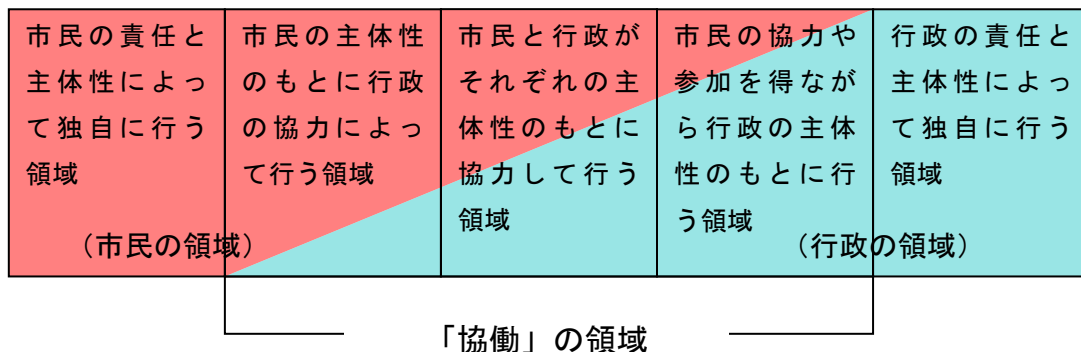 市民の責任と
主体性によっ
て独自に行う
領域
市民の主体性
のもとに行政
の協力によっ
て行う領域
市民と行政が
それぞれの主
体性のもとに
協力して行う
領域
市民の協力や
参加を得なが
ら行政の主体
性のもとに行
う領域
行政の責任と
主体性によっ
て独自に行う
領域
（市民の領域）
（行政の領域）
「協働」の領域